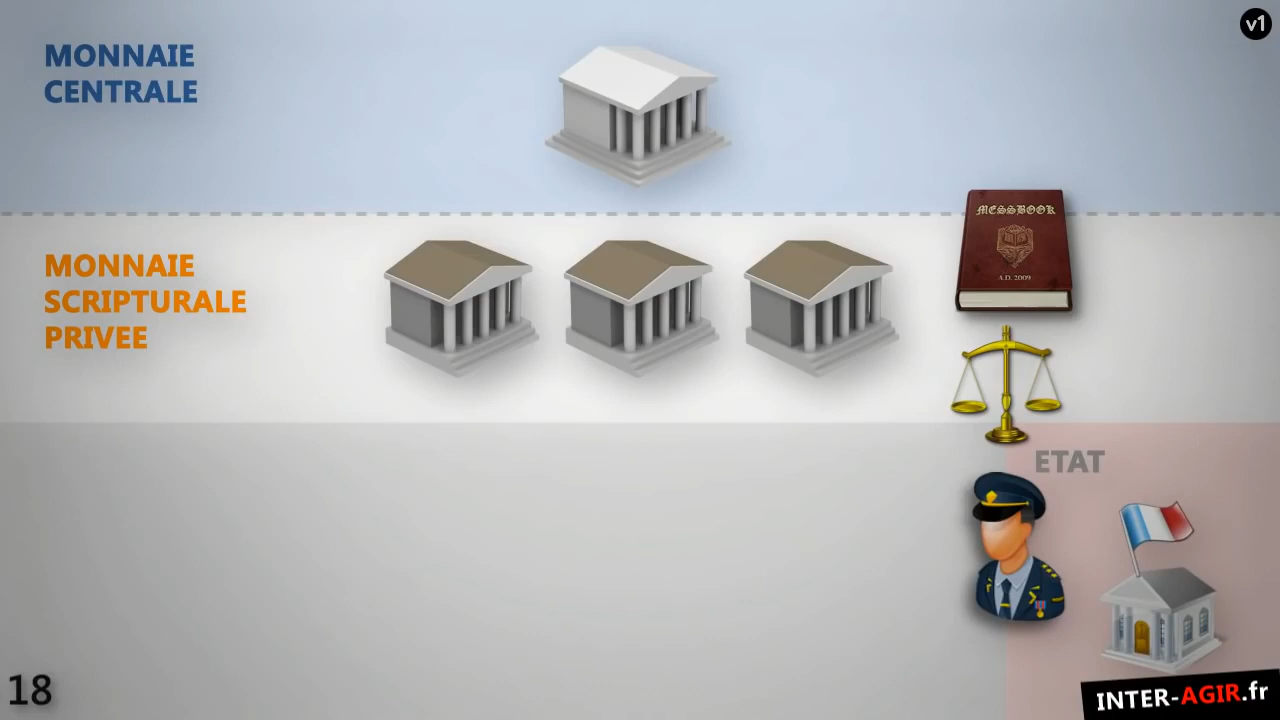 MONNAIE
CENTRALE
v1
MONNAIE
SCRIPTURALE
PRIVEE
MESSBOOK
A.D. 2009
ETAT
18
INTER-AGIR.fr